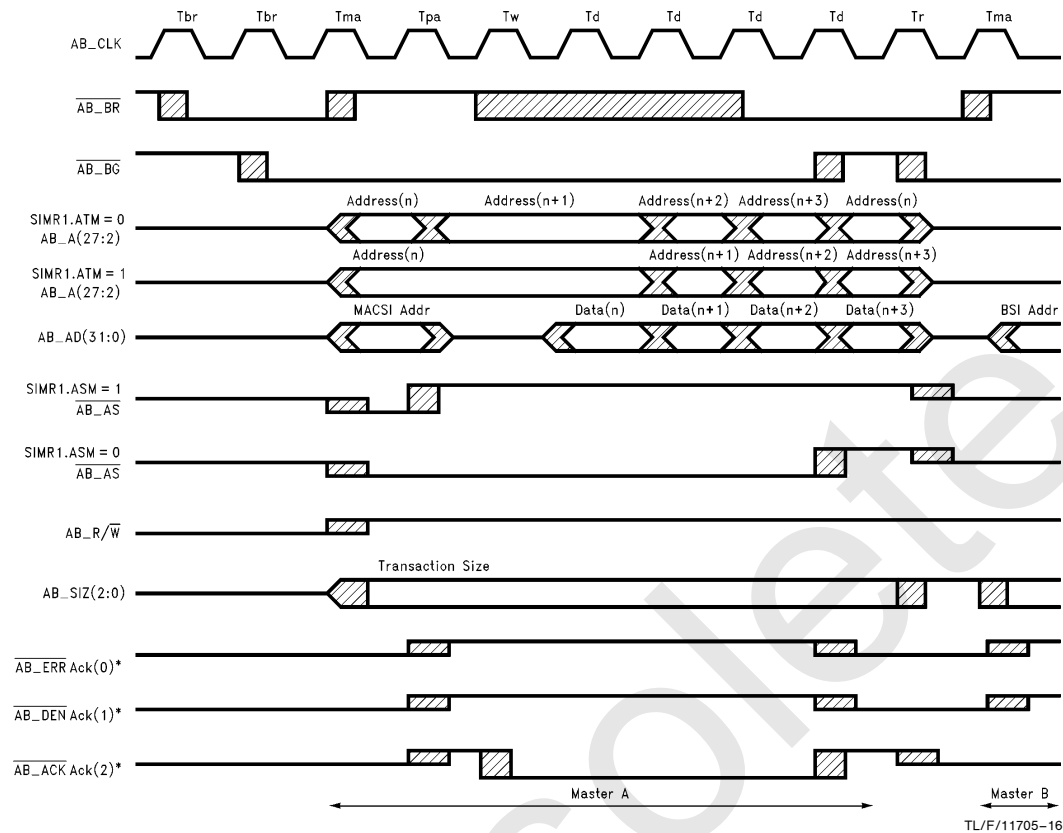 Tbr Tbr Tma Tpa Tw Td Td Td Td Tr Tma
AB_CLK
AB_BR
AB_BG
Address(n) Address(n+1) Address(n+2) Address(n+3) Address(n)
SIMR1.ATM = 0
AB_A(27:2)
Address(n) Address(n+1) Address(n+2) Address(n+3)
SIMR1.ATM = 1
AB_A(27:2)
MACSI Addr Data(n) Data(n+1) Data(n+2) Data(n+3) BSI Addr
AB_AD(31:0)
SIMR1.ASM = 1
AB_AS
SIMR1.ASM = 0
AB_AS
AB_R/W
Transaction Size
AB_SIZ(2:0)
AB_ERR Ack(0)*
AB_DEN Ack(1)*
AB_ACK Ack(2)*
Master A Master B
TL/F/11705–16
olete